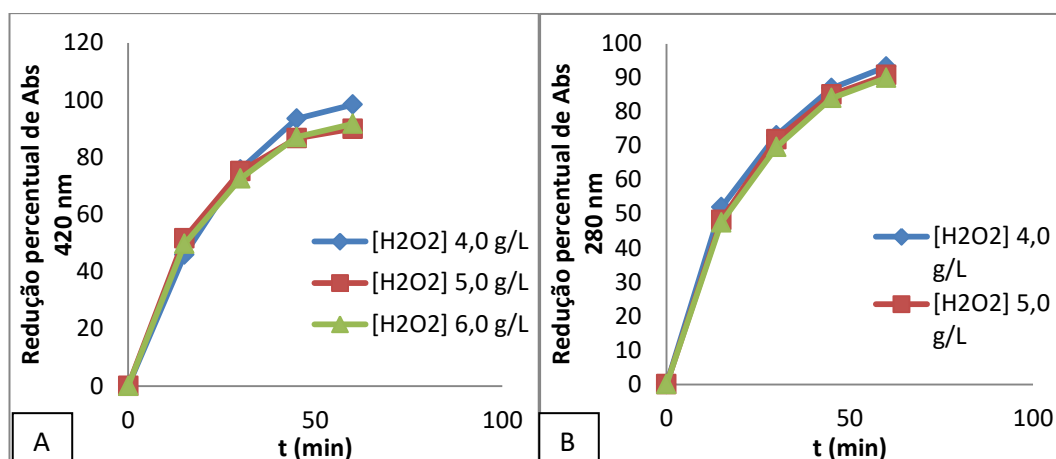 Redução percentual de Abs
420 nm
120
100
80
60
40
20
0
0
50
100
t (min)
[H2O2] 4,0 g/L
[H2O2] 5,0 g/L
[H2O2] 6,0 g/L
A
Redução percentual de Abs
280 nm
100
90
80
70
60
50
40
30
20
10
0
0
50
100
t (min)
[H2O2] 4,0
g/L
[H2O2] 5,0
g/L
B